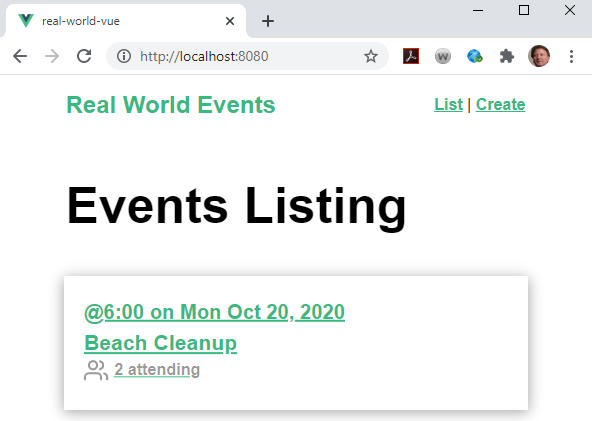 real-world-vue
http://localhost:8080
Real World Events
List | Create
Events Listing
@6:00 on Mon Oct 20, 2020
Beach Cleanup
2 attending